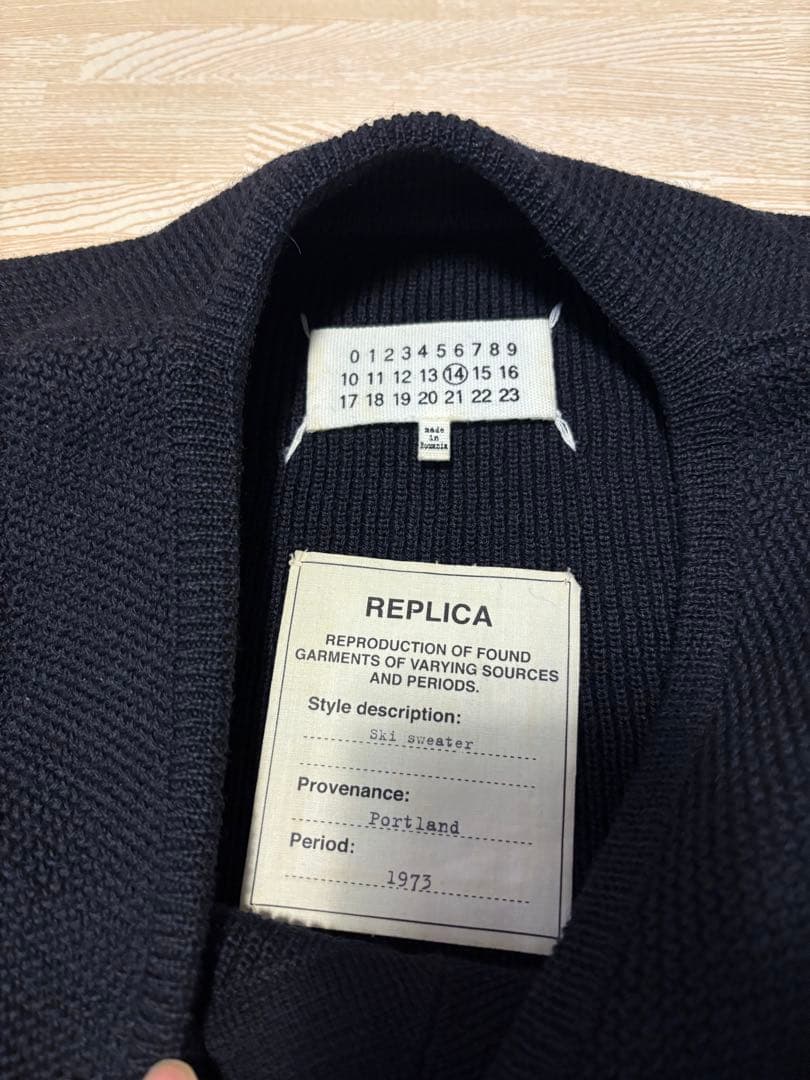 0 1 2 3 4 5 6 7 8 9
10 11 12 13 14 15 16
17 18 19 20 21 22 23
made
in
Romania
REPLICA
REPRODUCTION OF FOUND
GARMENTS OF VARYING SOURCES
AND PERIODS.
Style description:
Ski sweater
Provenance:
Portland
Period:
1973